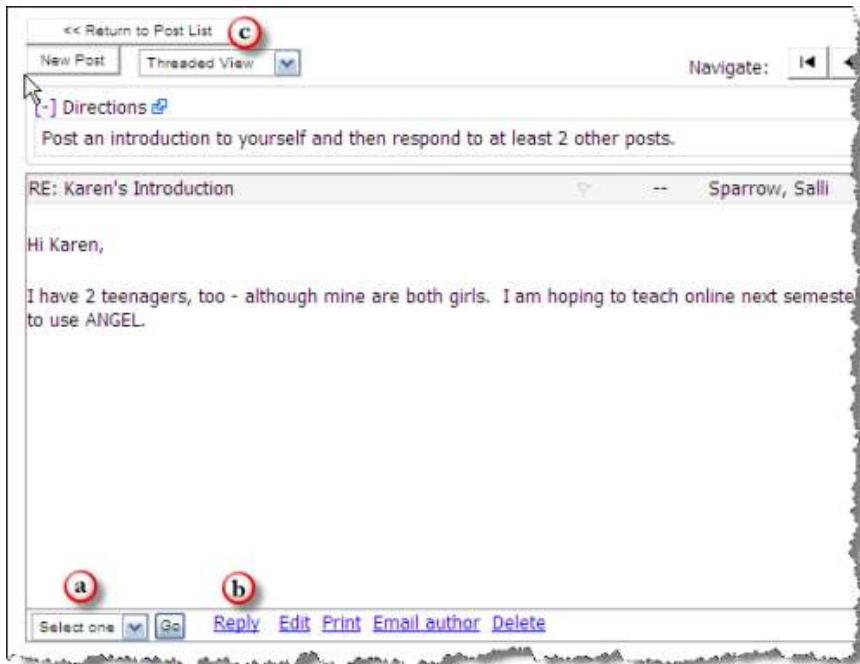 << Return to Post List c
New Post Threaded View Navigate:
[-] Directions
Post an introduction to yourself and then respond to at least 2 other posts.
RE: Karen's Introduction -- Sparrow, Salli
Hi Karen,
I have 2 teenagers, too - although mine are both girls. I am hoping to teach online next semeste
to use ANGEL.
a b
Select one Go Reply Edit Print Email author Delete